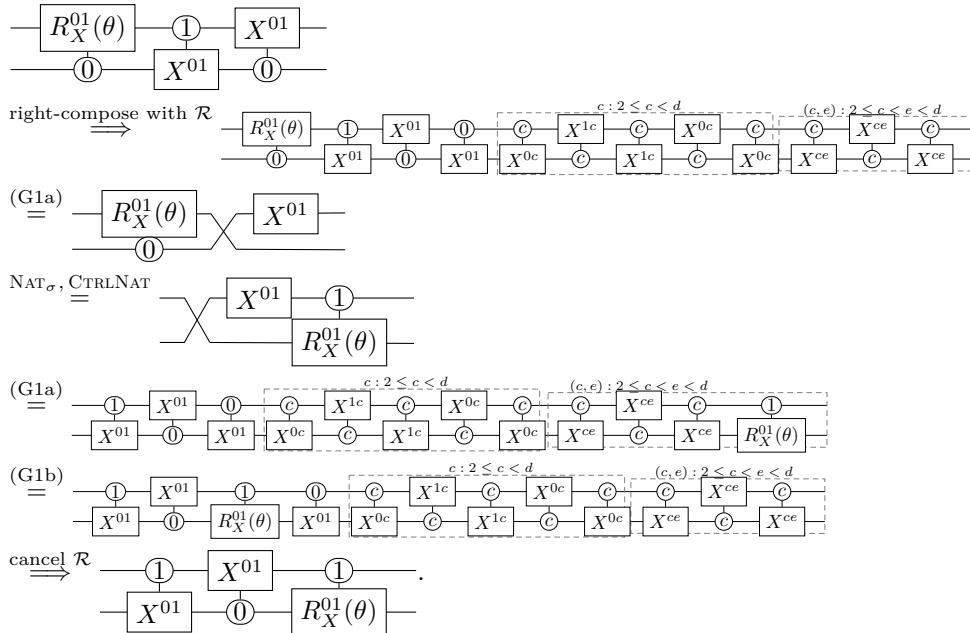 R_X^{01}(θ) 1 X^{01}
0 X^{01} 0
right-compose with ℛ ⟹ c : 2 ≤ c < d (c, e) : 2 ≤ c < e < d
R_X^{01}(θ) 1 X^{01} 0 c X^{1c} c X^{0c} c c X^{ce} c
0 X^{01} 0 X^{01} X^{0c} c X^{1c} c X^{0c} X^{ce} c X^{ce}
(G1a) =
R_X^{01}(θ) X^{01}
0
NAT_σ, CTRLNAT =
X^{01} 1
R_X^{01}(θ)
(G1a) = c : 2 ≤ c < d (c, e) : 2 ≤ c < e < d
1 X^{01} 0 c X^{1c} c X^{0c} c c X^{ce} c 1
X^{01} 0 X^{01} X^{0c} c X^{1c} c X^{0c} X^{ce} c X^{ce} R_X^{01}(θ)
(G1b) = c : 2 ≤ c < d (c, e) : 2 ≤ c < e < d
1 X^{01} 1 0 c X^{1c} c X^{0c} c c X^{ce} c
X^{01} 0 R_X^{01}(θ) X^{01} X^{0c} c X^{1c} c X^{0c} X^{ce} c X^{ce}
cancel ℛ ⟹
1 X^{01} 1 .
X^{01} 0 R_X^{01}(θ)